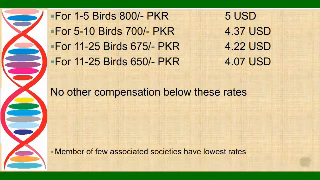 ▪For 1-5 Birds 800/- PKR 5 USD
▪For 5-10 Birds 700/- PKR 4.37 USD
▪For 11-25 Birds 675/- PKR 4.22 USD
▪For 11-25 Birds 650/- PKR 4.07 USD
No other compensation below these rates
▪Member of few associated societies have lowest rates